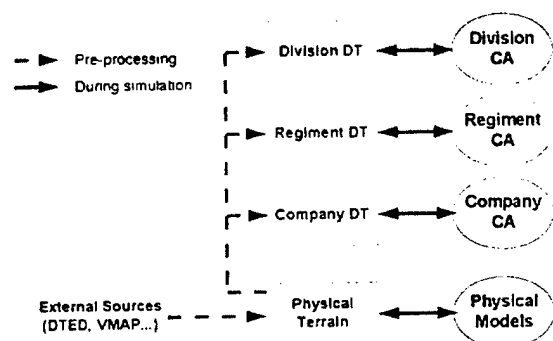 Pre-processing
During simulation
Division DT
Division
CA
Regiment DT
Regiment
CA
Company DT
Company
CA
External Sources
(DTED, VMAP...)
Physical
Terrain
Physical
Models